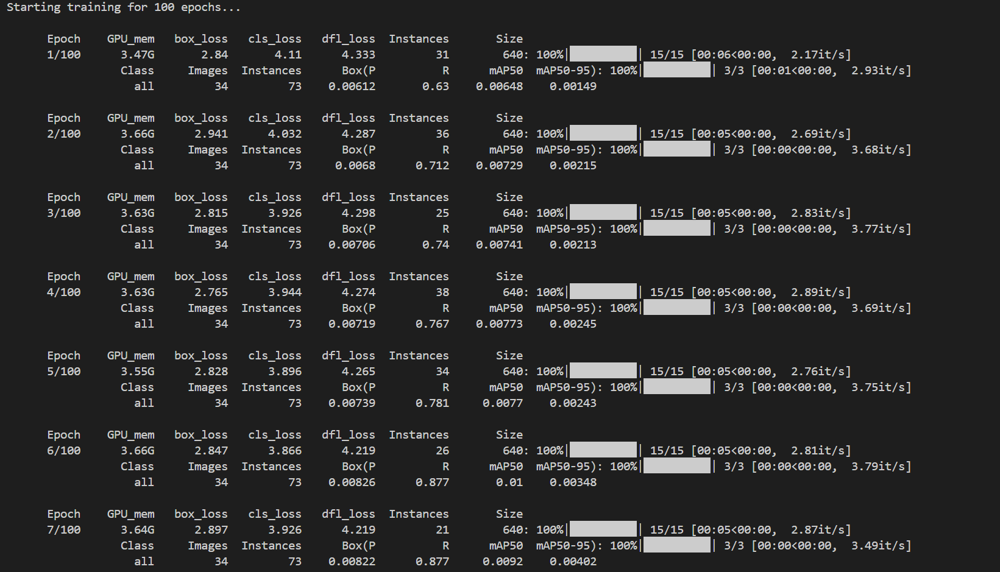 Starting training for 100 epochs...
Epoch GPU_mem box_loss cls_loss dfl_loss Instances Size
1/100 3.47G 2.84 4.11 4.333 31 640: 100%|██████████| 15/15 [00:06<00:00, 2.17it/s]
Class Images Instances Box(P R mAP50 mAP50-95): 100%|██████████| 3/3 [00:01<00:00, 2.93it/s]
all 34 73 0.00612 0.63 0.00648 0.00149
Epoch GPU_mem box_loss cls_loss dfl_loss Instances Size
2/100 3.66G 2.941 4.032 4.287 36 640: 100%|██████████| 15/15 [00:05<00:00, 2.69it/s]
Class Images Instances Box(P R mAP50 mAP50-95): 100%|██████████| 3/3 [00:00<00:00, 3.68it/s]
all 34 73 0.0068 0.712 0.00729 0.00215
Epoch GPU_mem box_loss cls_loss dfl_loss Instances Size
3/100 3.63G 2.815 3.926 4.298 25 640: 100%|██████████| 15/15 [00:05<00:00, 2.83it/s]
Class Images Instances Box(P R mAP50 mAP50-95): 100%|██████████| 3/3 [00:00<00:00, 3.77it/s]
all 34 73 0.00706 0.74 0.00741 0.00213
Epoch GPU_mem box_loss cls_loss dfl_loss Instances Size
4/100 3.63G 2.765 3.944 4.274 38 640: 100%|██████████| 15/15 [00:05<00:00, 2.89it/s]
Class Images Instances Box(P R mAP50 mAP50-95): 100%|██████████| 3/3 [00:00<00:00, 3.69it/s]
all 34 73 0.00719 0.767 0.00773 0.00245
Epoch GPU_mem box_loss cls_loss dfl_loss Instances Size
5/100 3.55G 2.828 3.896 4.265 34 640: 100%|██████████| 15/15 [00:05<00:00, 2.76it/s]
Class Images Instances Box(P R mAP50 mAP50-95): 100%|██████████| 3/3 [00:00<00:00, 3.75it/s]
all 34 73 0.00739 0.781 0.0077 0.00243
Epoch GPU_mem box_loss cls_loss dfl_loss Instances Size
6/100 3.66G 2.847 3.866 4.219 26 640: 100%|██████████| 15/15 [00:05<00:00, 2.81it/s]
Class Images Instances Box(P R mAP50 mAP50-95): 100%|██████████| 3/3 [00:00<00:00, 3.79it/s]
all 34 73 0.00826 0.877 0.01 0.00348
Epoch GPU_mem box_loss cls_loss dfl_loss Instances Size
7/100 3.64G 2.897 3.926 4.219 21 640: 100%|██████████| 15/15 [00:05<00:00, 2.87it/s]
Class Images Instances Box(P R mAP50 mAP50-95): 100%|██████████| 3/3 [00:00<00:00, 3.49it/s]
all 34 73 0.00822 0.877 0.0092 0.00402